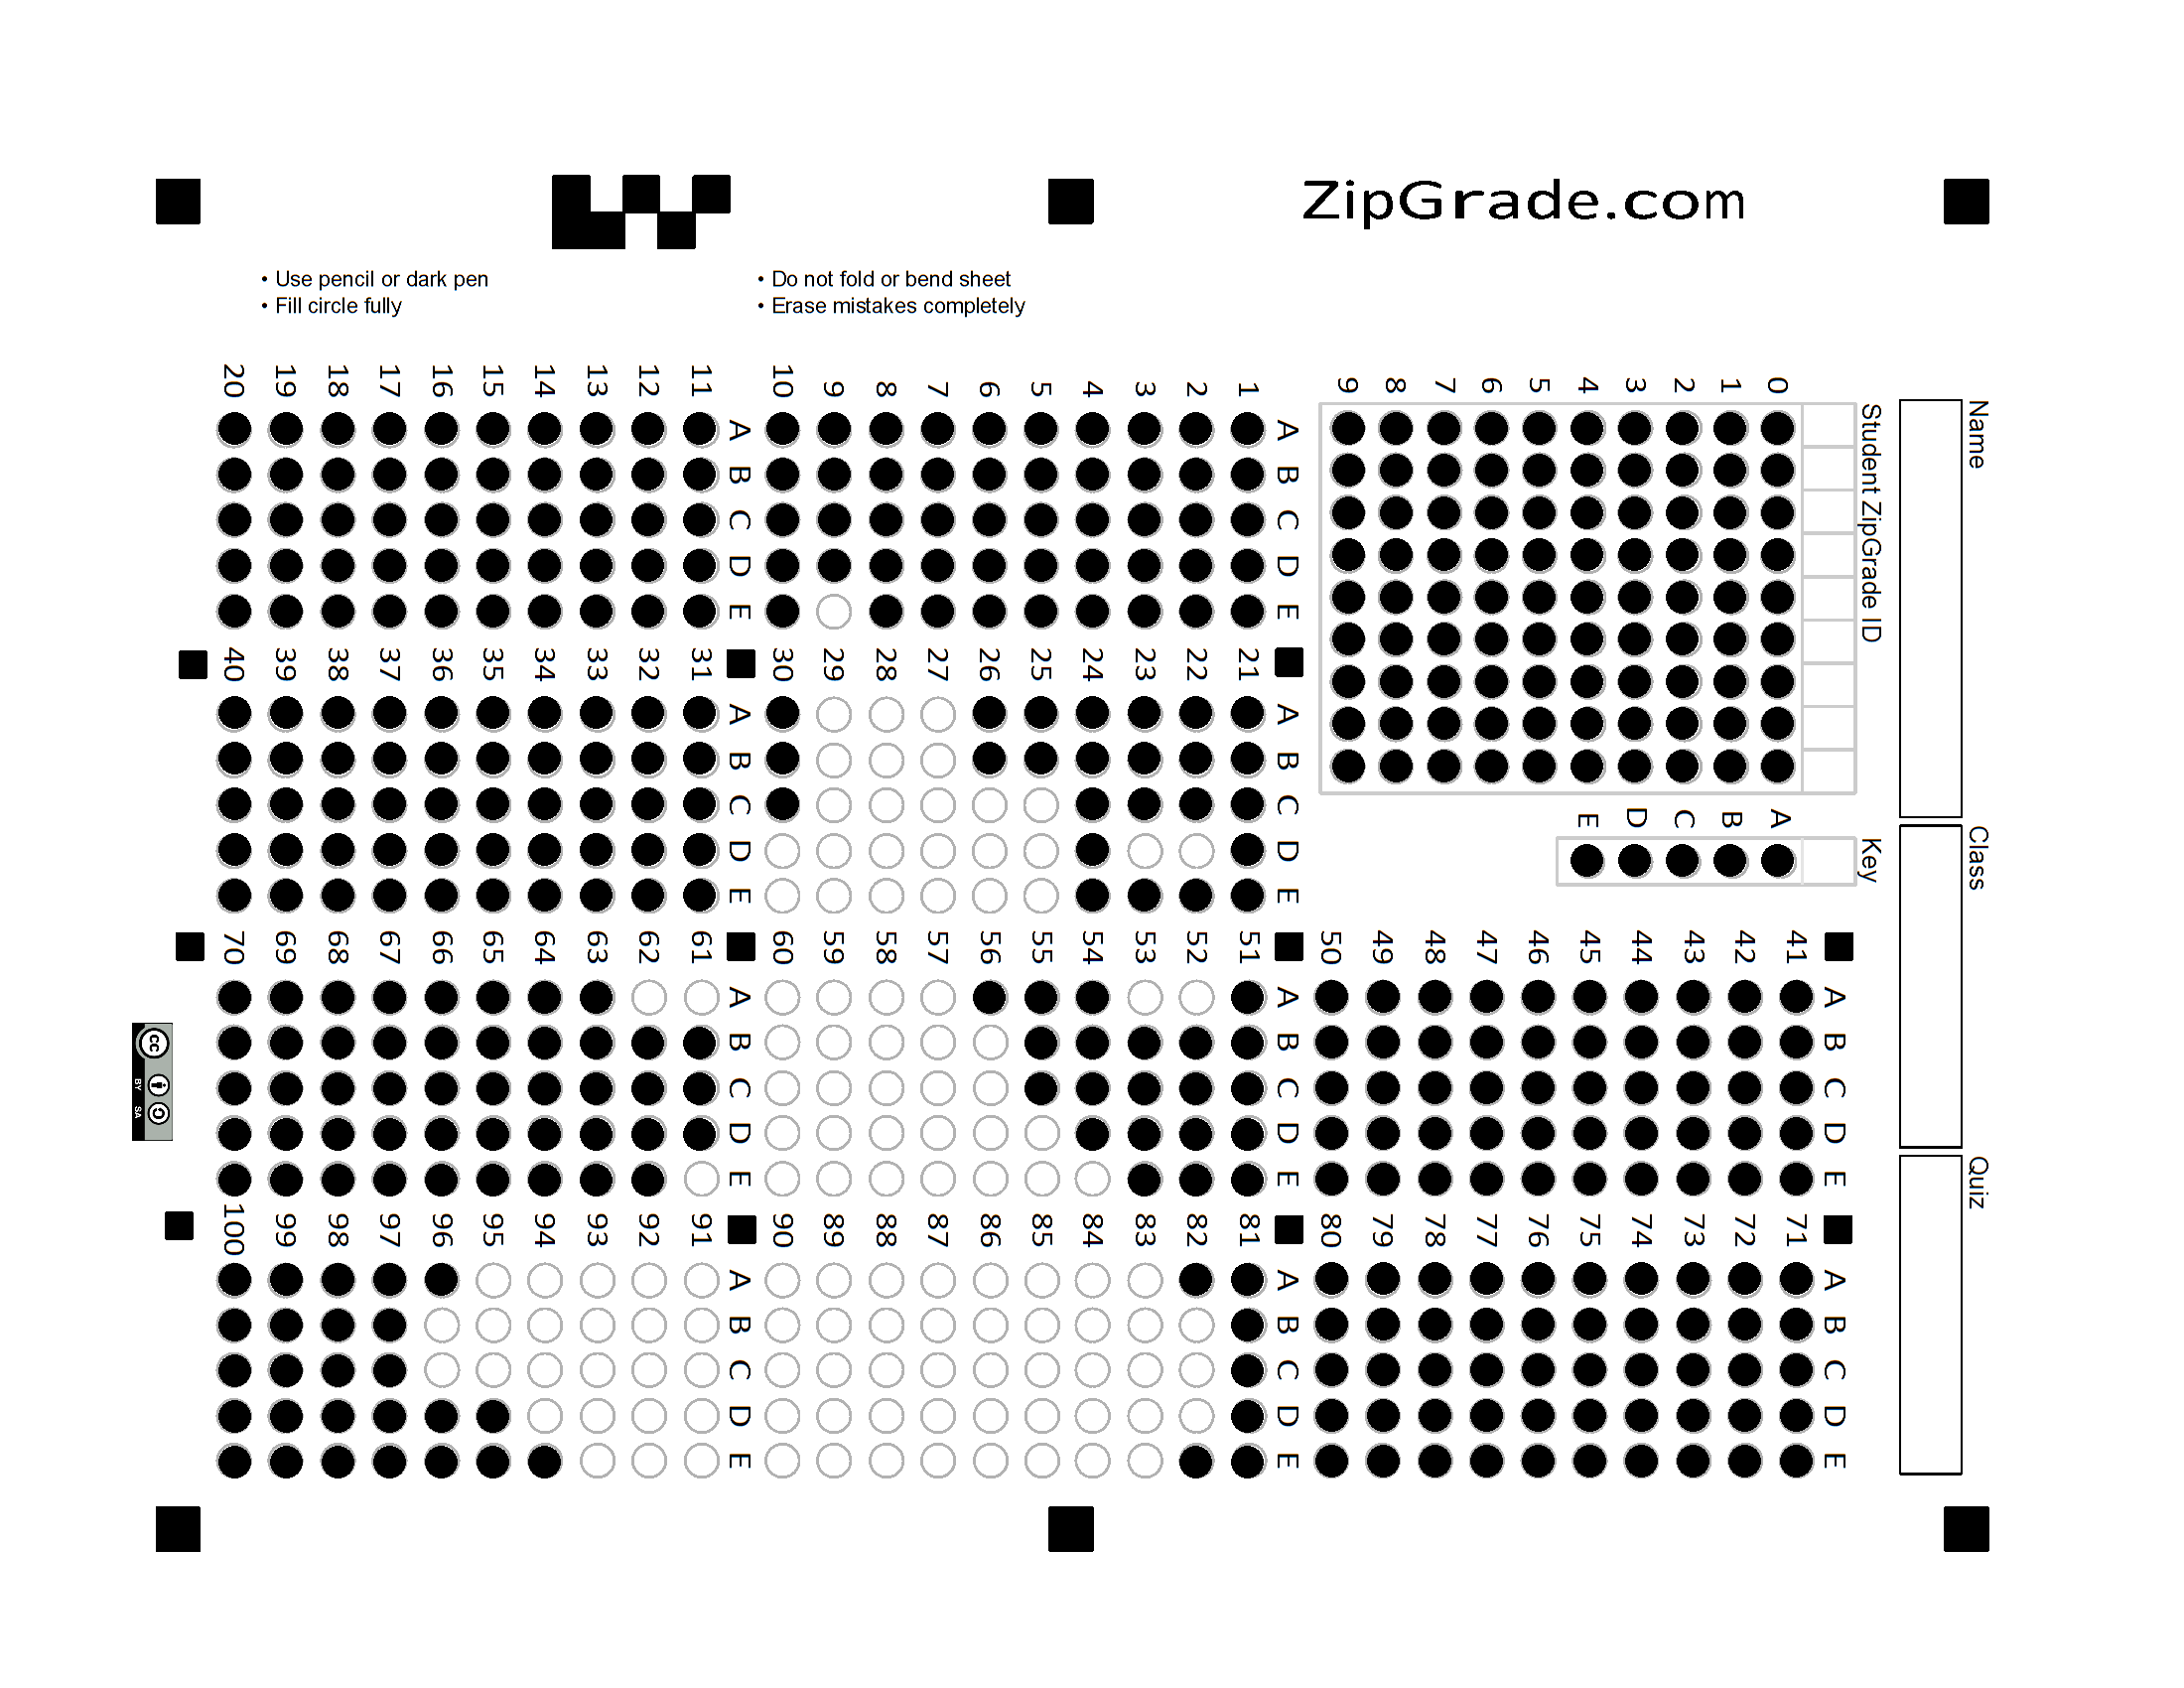 ZipGrade.com
• Use pencil or dark pen
• Fill circle fully
• Do not fold or bend sheet
• Erase mistakes completely
Name
Class
Quiz
Student ZipGrade ID
0 1 2 3 4 5 6 7 8 9
Key
A B C D E
A B C D E
1 2 3 4 5 6 7 8 9 10
A B C D E
11 12 13 14 15 16 17 18 19 20
A B C D E
21 22 23 24 25 26 27 28 29 30
A B C D E
31 32 33 34 35 36 37 38 39 40
A B C D E
41 42 43 44 45 46 47 48 49 50
A B C D E
51 52 53 54 55 56 57 58 59 60
A B C D E
61 62 63 64 65 66 67 68 69 70
A B C D E
71 72 73 74 75 76 77 78 79 80
A B C D E
81 82 83 84 85 86 87 88 89 90
A B C D E
91 92 93 94 95 96 97 98 99 100
A B C D E
cc
BY SA